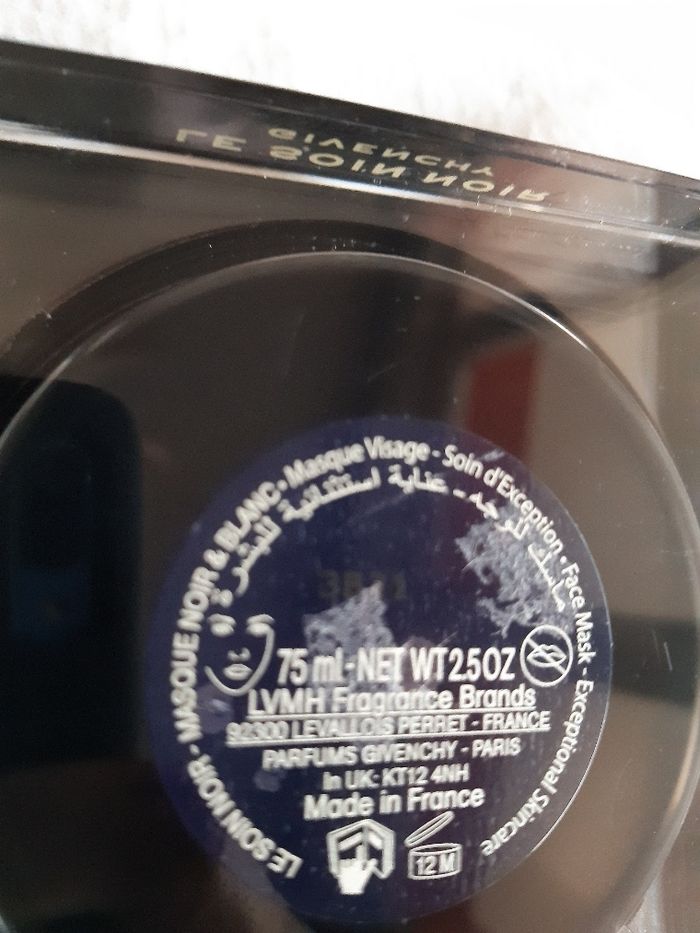 GIVENCHY
LE SOIN NOIR
LE SOIN NOIR - MASQUE NOIR & BLANC • Masque Visage - Soin d'Exception • Face Mask - Exceptional Skincare
ماسك للوجه - عناية استثنائية للبشرة
75 ml - NET WT 2.5 OZ
LVMH Fragrance Brands
92300 LEVALLOIS PERRET - FRANCE
PARFUMS GIVENCHY - PARIS
In UK: KT12 4NH
Made in France
12 M